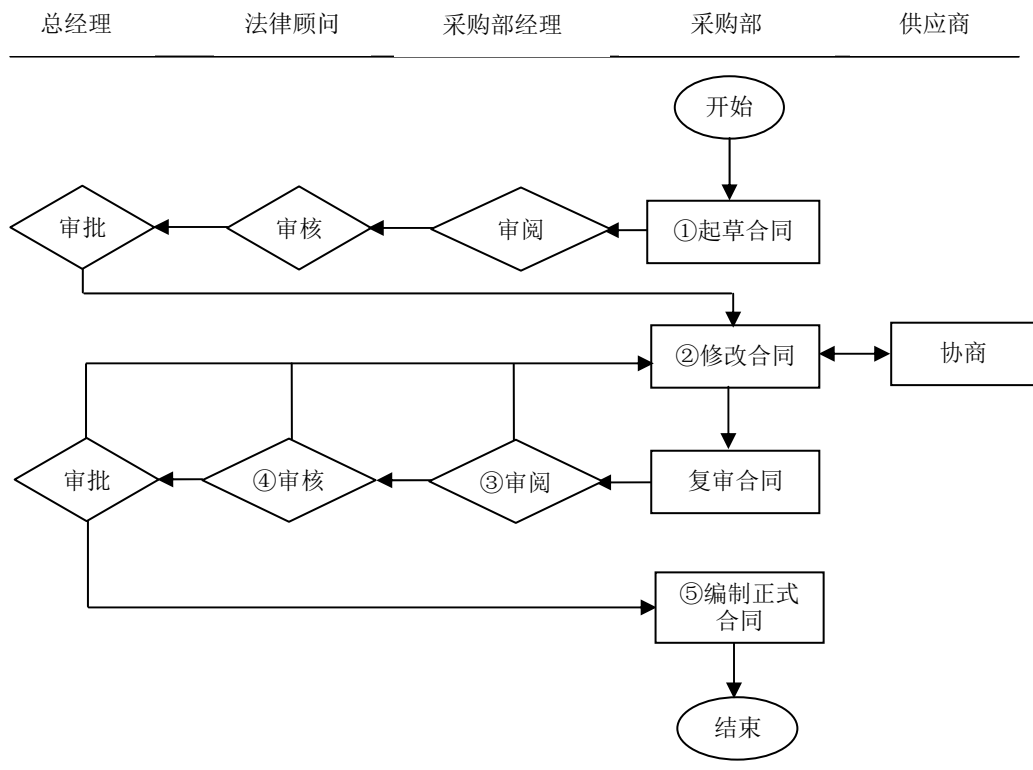 总经理 法律顾问 采购部经理 采购部 供应商
开始
审批 审核 审阅 ①起草合同
②修改合同 协商
审批 ④审核 ③审阅 复审合同
⑤编制正式
合同
结束